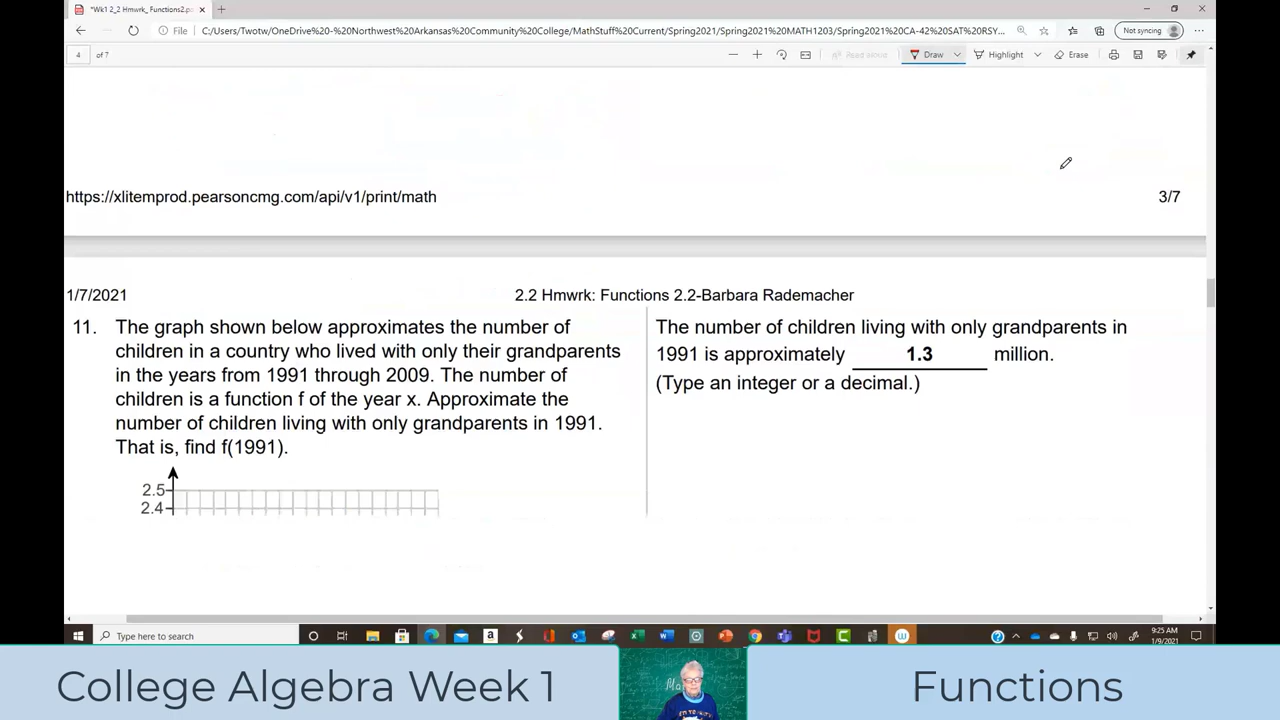 *Wk1 2_2 Hmwrk_ Functions2.pa
File C:/Users/Twotw/OneDrive%20-%20Northwest%20Arkansas%20Community%20College/MathStuff%20Current/Spring2021/Spring2021%20MATH1203/Spring2021%20CA-42%20SAT%20RSY... Not syncing
4 of 7 Read aloud Draw Highlight Erase
https://xlitemprod.pearsoncmg.com/api/v1/print/math 3/7
1/7/2021 2.2 Hmwrk: Functions 2.2-Barbara Rademacher
11. The graph shown below approximates the number of
children in a country who lived with only their grandparents
in the years from 1991 through 2009. The number of
children is a function f of the year x. Approximate the
number of children living with only grandparents in 1991.
That is, find f(1991).
2.5
2.4
The number of children living with only grandparents in
1991 is approximately 1.3 million.
(Type an integer or a decimal.)
Type here to search
9:25 AM
1/9/2021
College Algebra Week 1
Functions